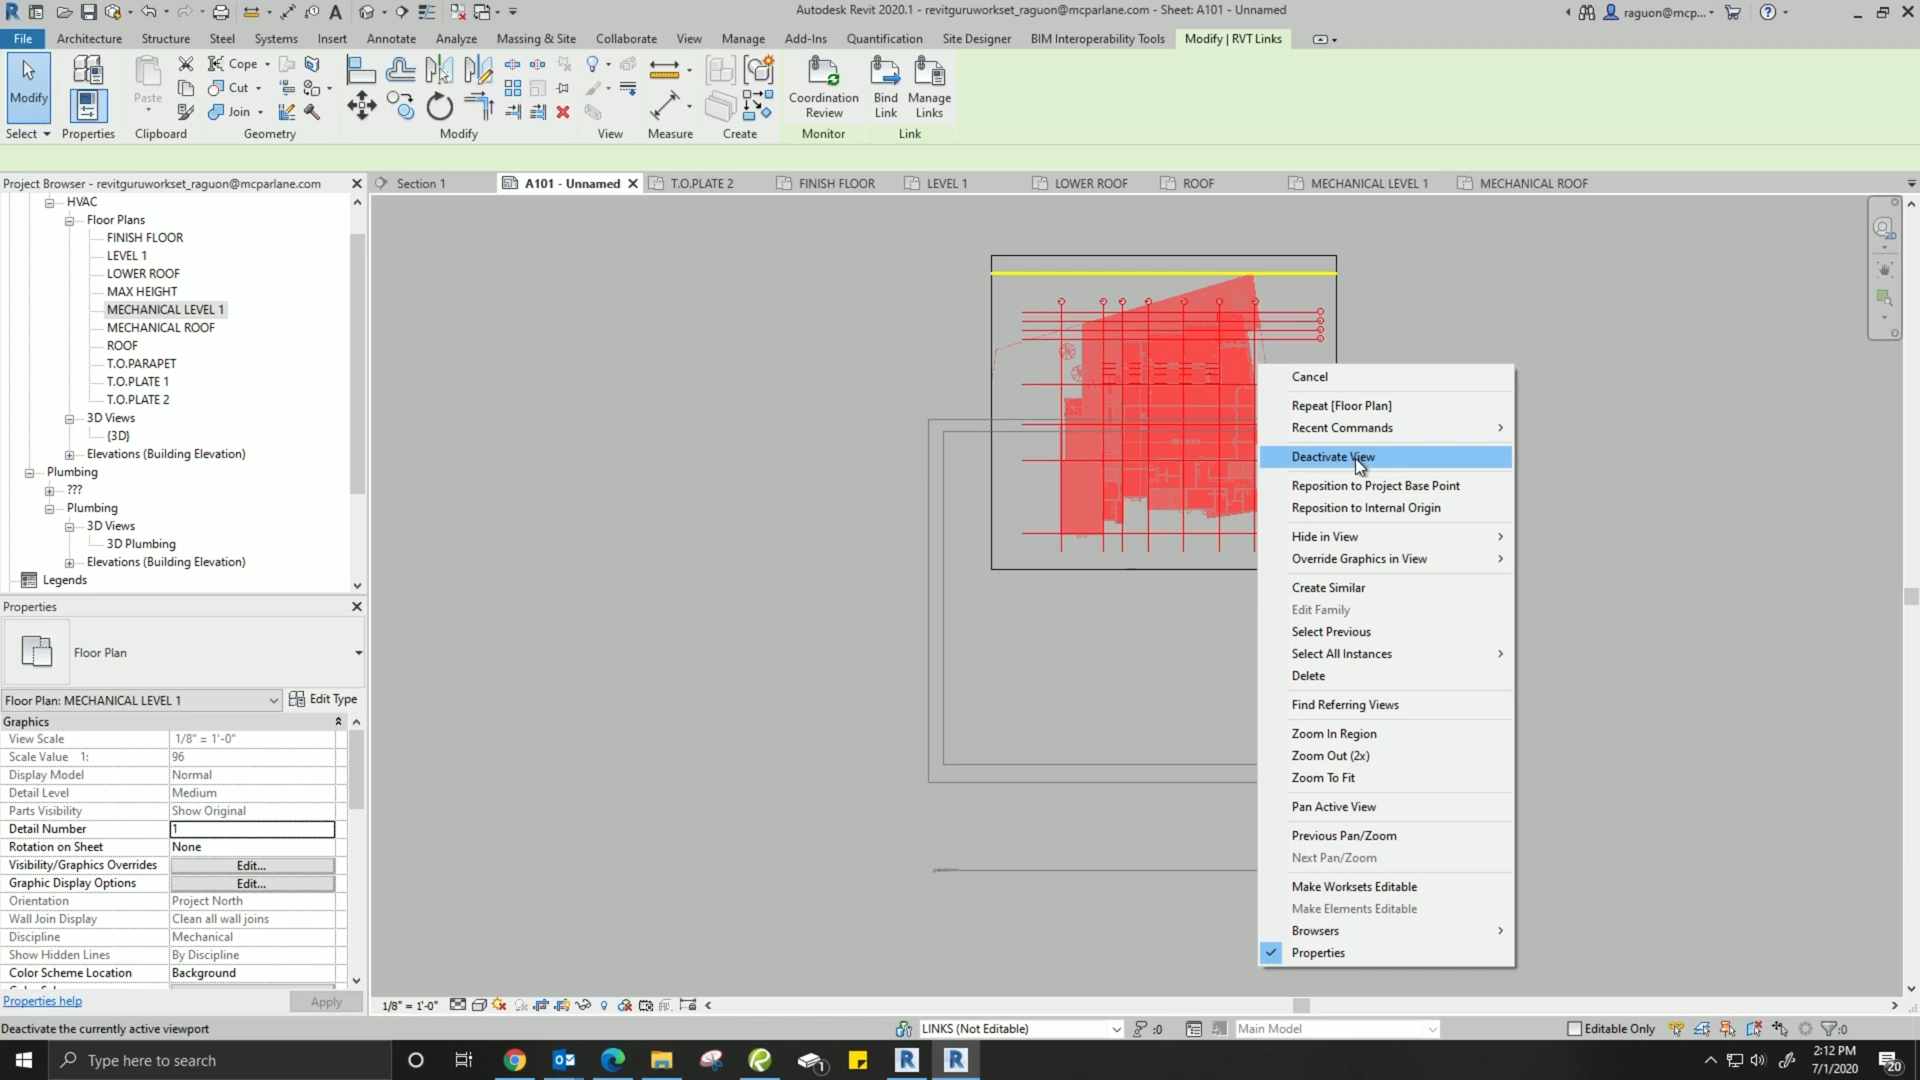 Autodesk Revit 2020.1 - revitguruworkset_raguon@mcparlane.com - Sheet: A101 - Unnamed
raguon@mcp...
File Architecture Structure Steel Systems Insert Annotate Analyze Massing & Site Collaborate View Manage Add-Ins Quantification Site Designer BIM Interoperability Tools Modify | RVT Links
Modify
Paste
Cope
Cut
Join
Coordination Review
Bind Link
Manage Links
Select Properties Clipboard Geometry Modify View Measure Create Monitor Link
Project Browser - revitguruworkset_raguon@mcparlane.com
Section 1 A101 - Unnamed T.O.PLATE 2 FINISH FLOOR LEVEL 1 LOWER ROOF ROOF MECHANICAL LEVEL 1 MECHANICAL ROOF
HVAC
Floor Plans
FINISH FLOOR
LEVEL 1
LOWER ROOF
MAX HEIGHT
MECHANICAL LEVEL 1
MECHANICAL ROOF
ROOF
T.O.PARAPET
T.O.PLATE 1
T.O.PLATE 2
3D Views
{3D}
Elevations (Building Elevation)
Plumbing
???
Plumbing
3D Views
3D Plumbing
Elevations (Building Elevation)
Legends
Properties
Floor Plan
Floor Plan: MECHANICAL LEVEL 1 Edit Type
Graphics
View Scale 1/8" = 1'-0"
Scale Value 1: 96
Display Model Normal
Detail Level Medium
Parts Visibility Show Original
Detail Number 1
Rotation on Sheet None
Visibility/Graphics Overrides Edit...
Graphic Display Options Edit...
Orientation Project North
Wall Join Display Clean all wall joins
Discipline Mechanical
Show Hidden Lines By Discipline
Color Scheme Location Background
Properties help Apply
Cancel
Repeat [Floor Plan]
Recent Commands
Deactivate View
Reposition to Project Base Point
Reposition to Internal Origin
Hide in View
Override Graphics in View
Create Similar
Edit Family
Select Previous
Select All Instances
Delete
Find Referring Views
Zoom In Region
Zoom Out (2x)
Zoom To Fit
Pan Active View
Previous Pan/Zoom
Next Pan/Zoom
Make Worksets Editable
Make Elements Editable
Browsers
Properties
1/8" = 1'-0"
Deactivate the currently active viewport
LINKS (Not Editable)
:0
Main Model
Editable Only
:0
Type here to search
2:12 PM
7/1/2020
20